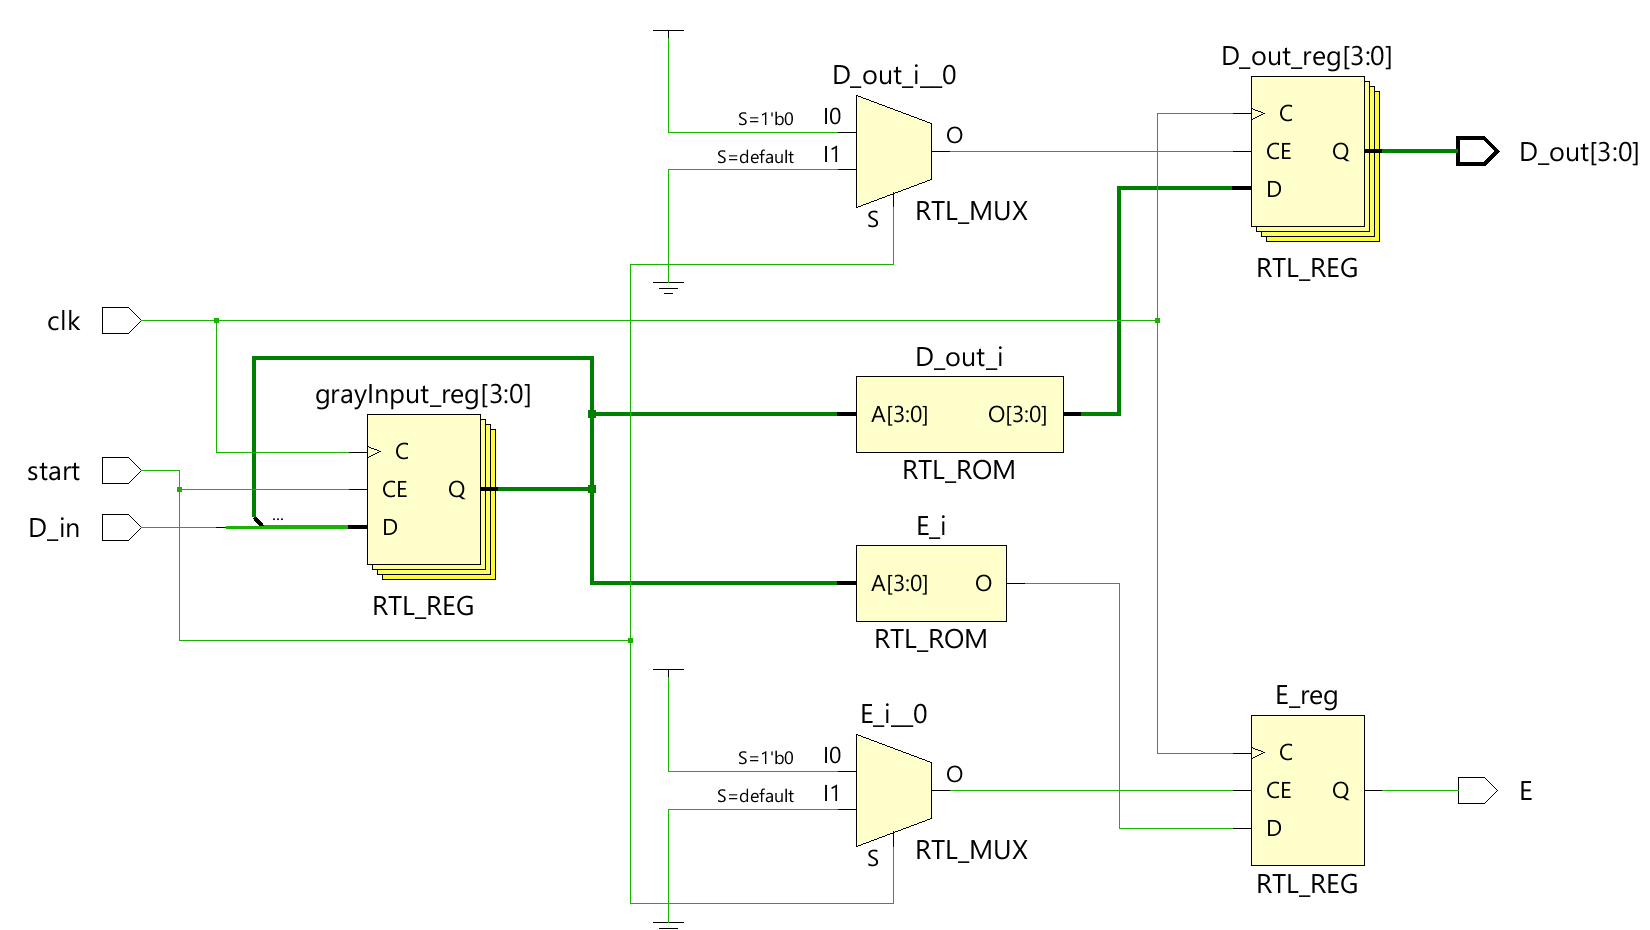 D_out_i__0
S=1'b0
I0
S=default
I1
O
S
RTL_MUX
D_out_reg[3:0]
C
CE
Q
D
RTL_REG
D_out[3:0]
clk
start
D_in
grayInput_reg[3:0]
C
CE
Q
...
D
RTL_REG
D_out_i
A[3:0]
O[3:0]
RTL_ROM
E_i
A[3:0]
O
RTL_ROM
E_i__0
S=1'b0
I0
S=default
I1
O
S
RTL_MUX
E_reg
C
CE
Q
D
RTL_REG
E